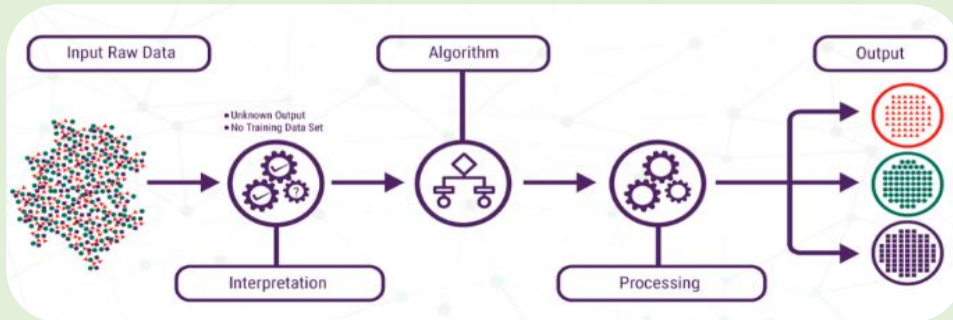 Input Raw Data
Algorithm
Output
• Unknown Output
• No Training Data Set
?
Interpretation
Processing